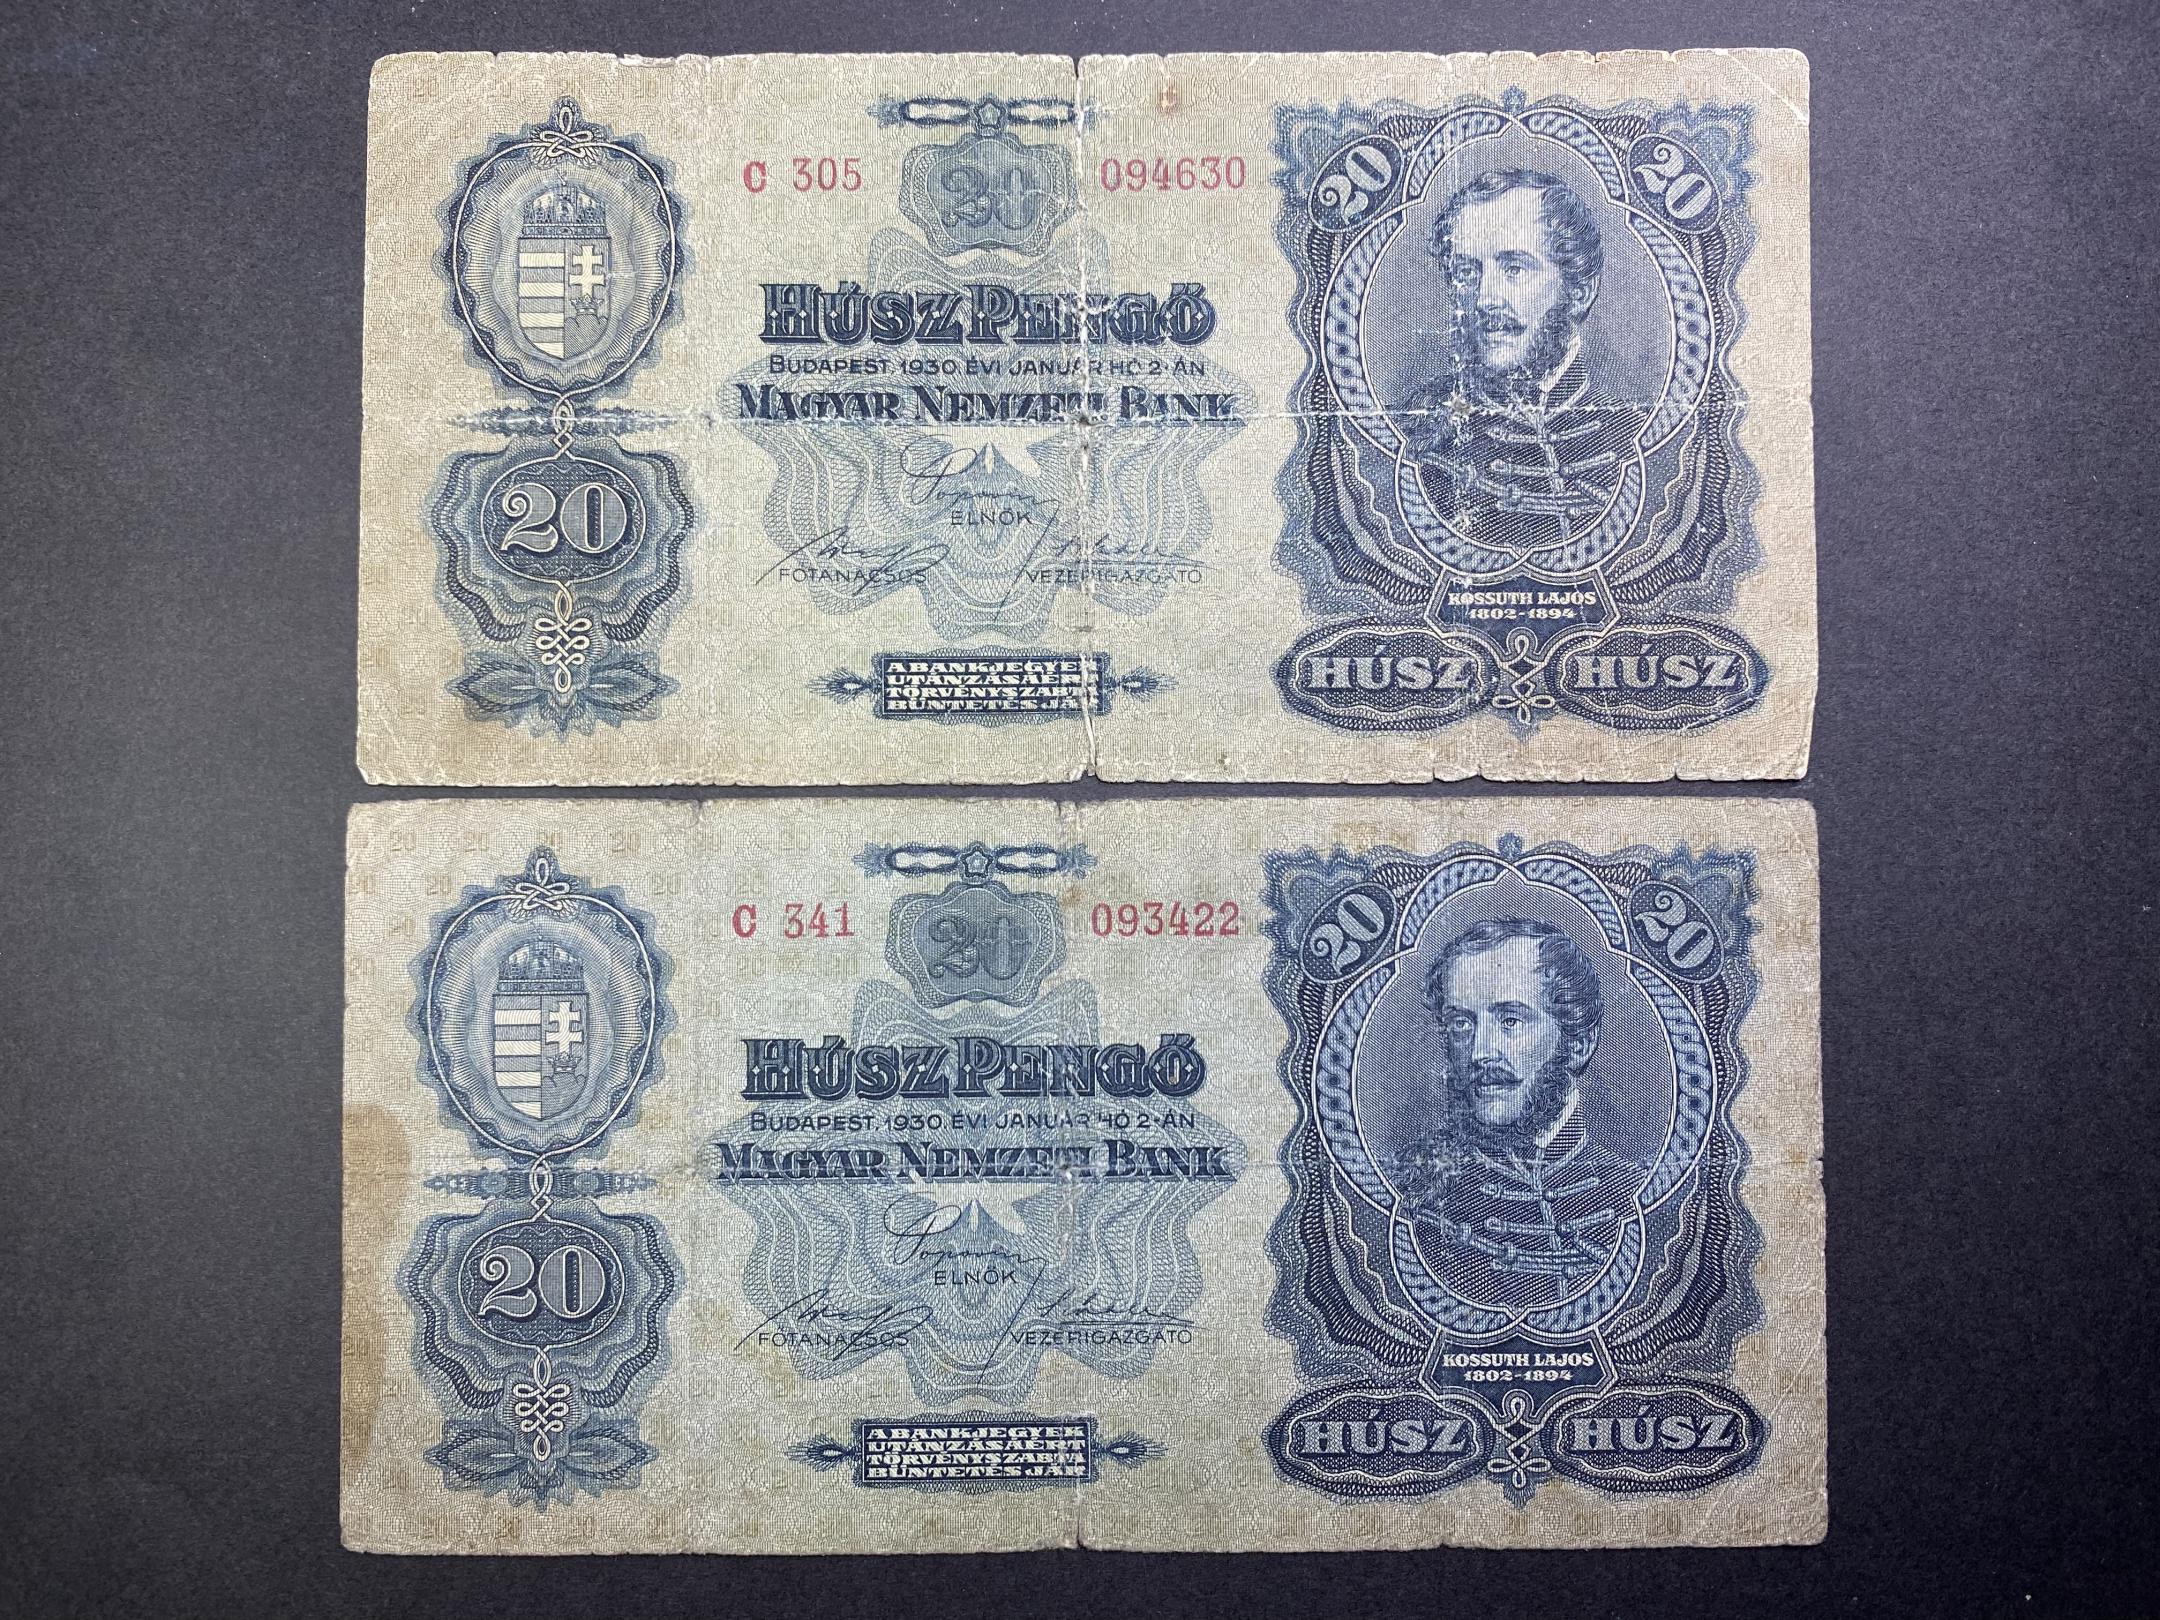 C 305 20 094630
20 20
HÚSZ PENGŐ
BUDAPEST, 1930 ÉVI JANUÁR HÓ 2-ÁN
MAGYAR NEMZETI BANK
20
ELNÖK
FŐTANÁCSOS VEZÉRIGAZGATÓ
KOSSUTH LAJOS
1802-1894
HÚSZ HÚSZ
A BANKJEGYEK
UTÁNZÁSÁÉRT
TÖRVÉNYSZABTA
BÜNTETÉS JÁR
C 341 20 093422
20 20
HÚSZ PENGŐ
BUDAPEST, 1930 ÉVI JANUÁR HÓ 2-ÁN
MAGYAR NEMZETI BANK
20
ELNÖK
FŐTANÁCSOS VEZÉRIGAZGATÓ
KOSSUTH LAJOS
1802-1894
HÚSZ HÚSZ
A BANKJEGYEK
UTÁNZÁSÁÉRT
TÖRVÉNYSZABTA
BÜNTETÉS JÁR